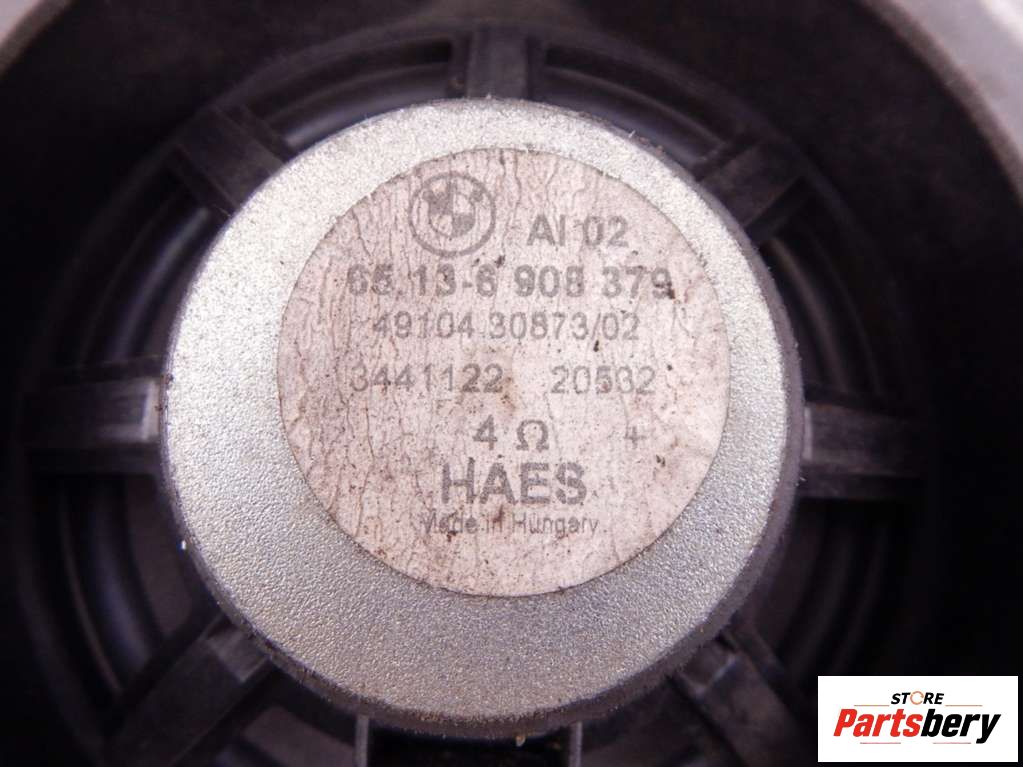 AI 02
65.13-6 908 379
49104.30873/02
3441122 20532
4 Ω +
HAES
Made in Hungary
STORE
Partsbery